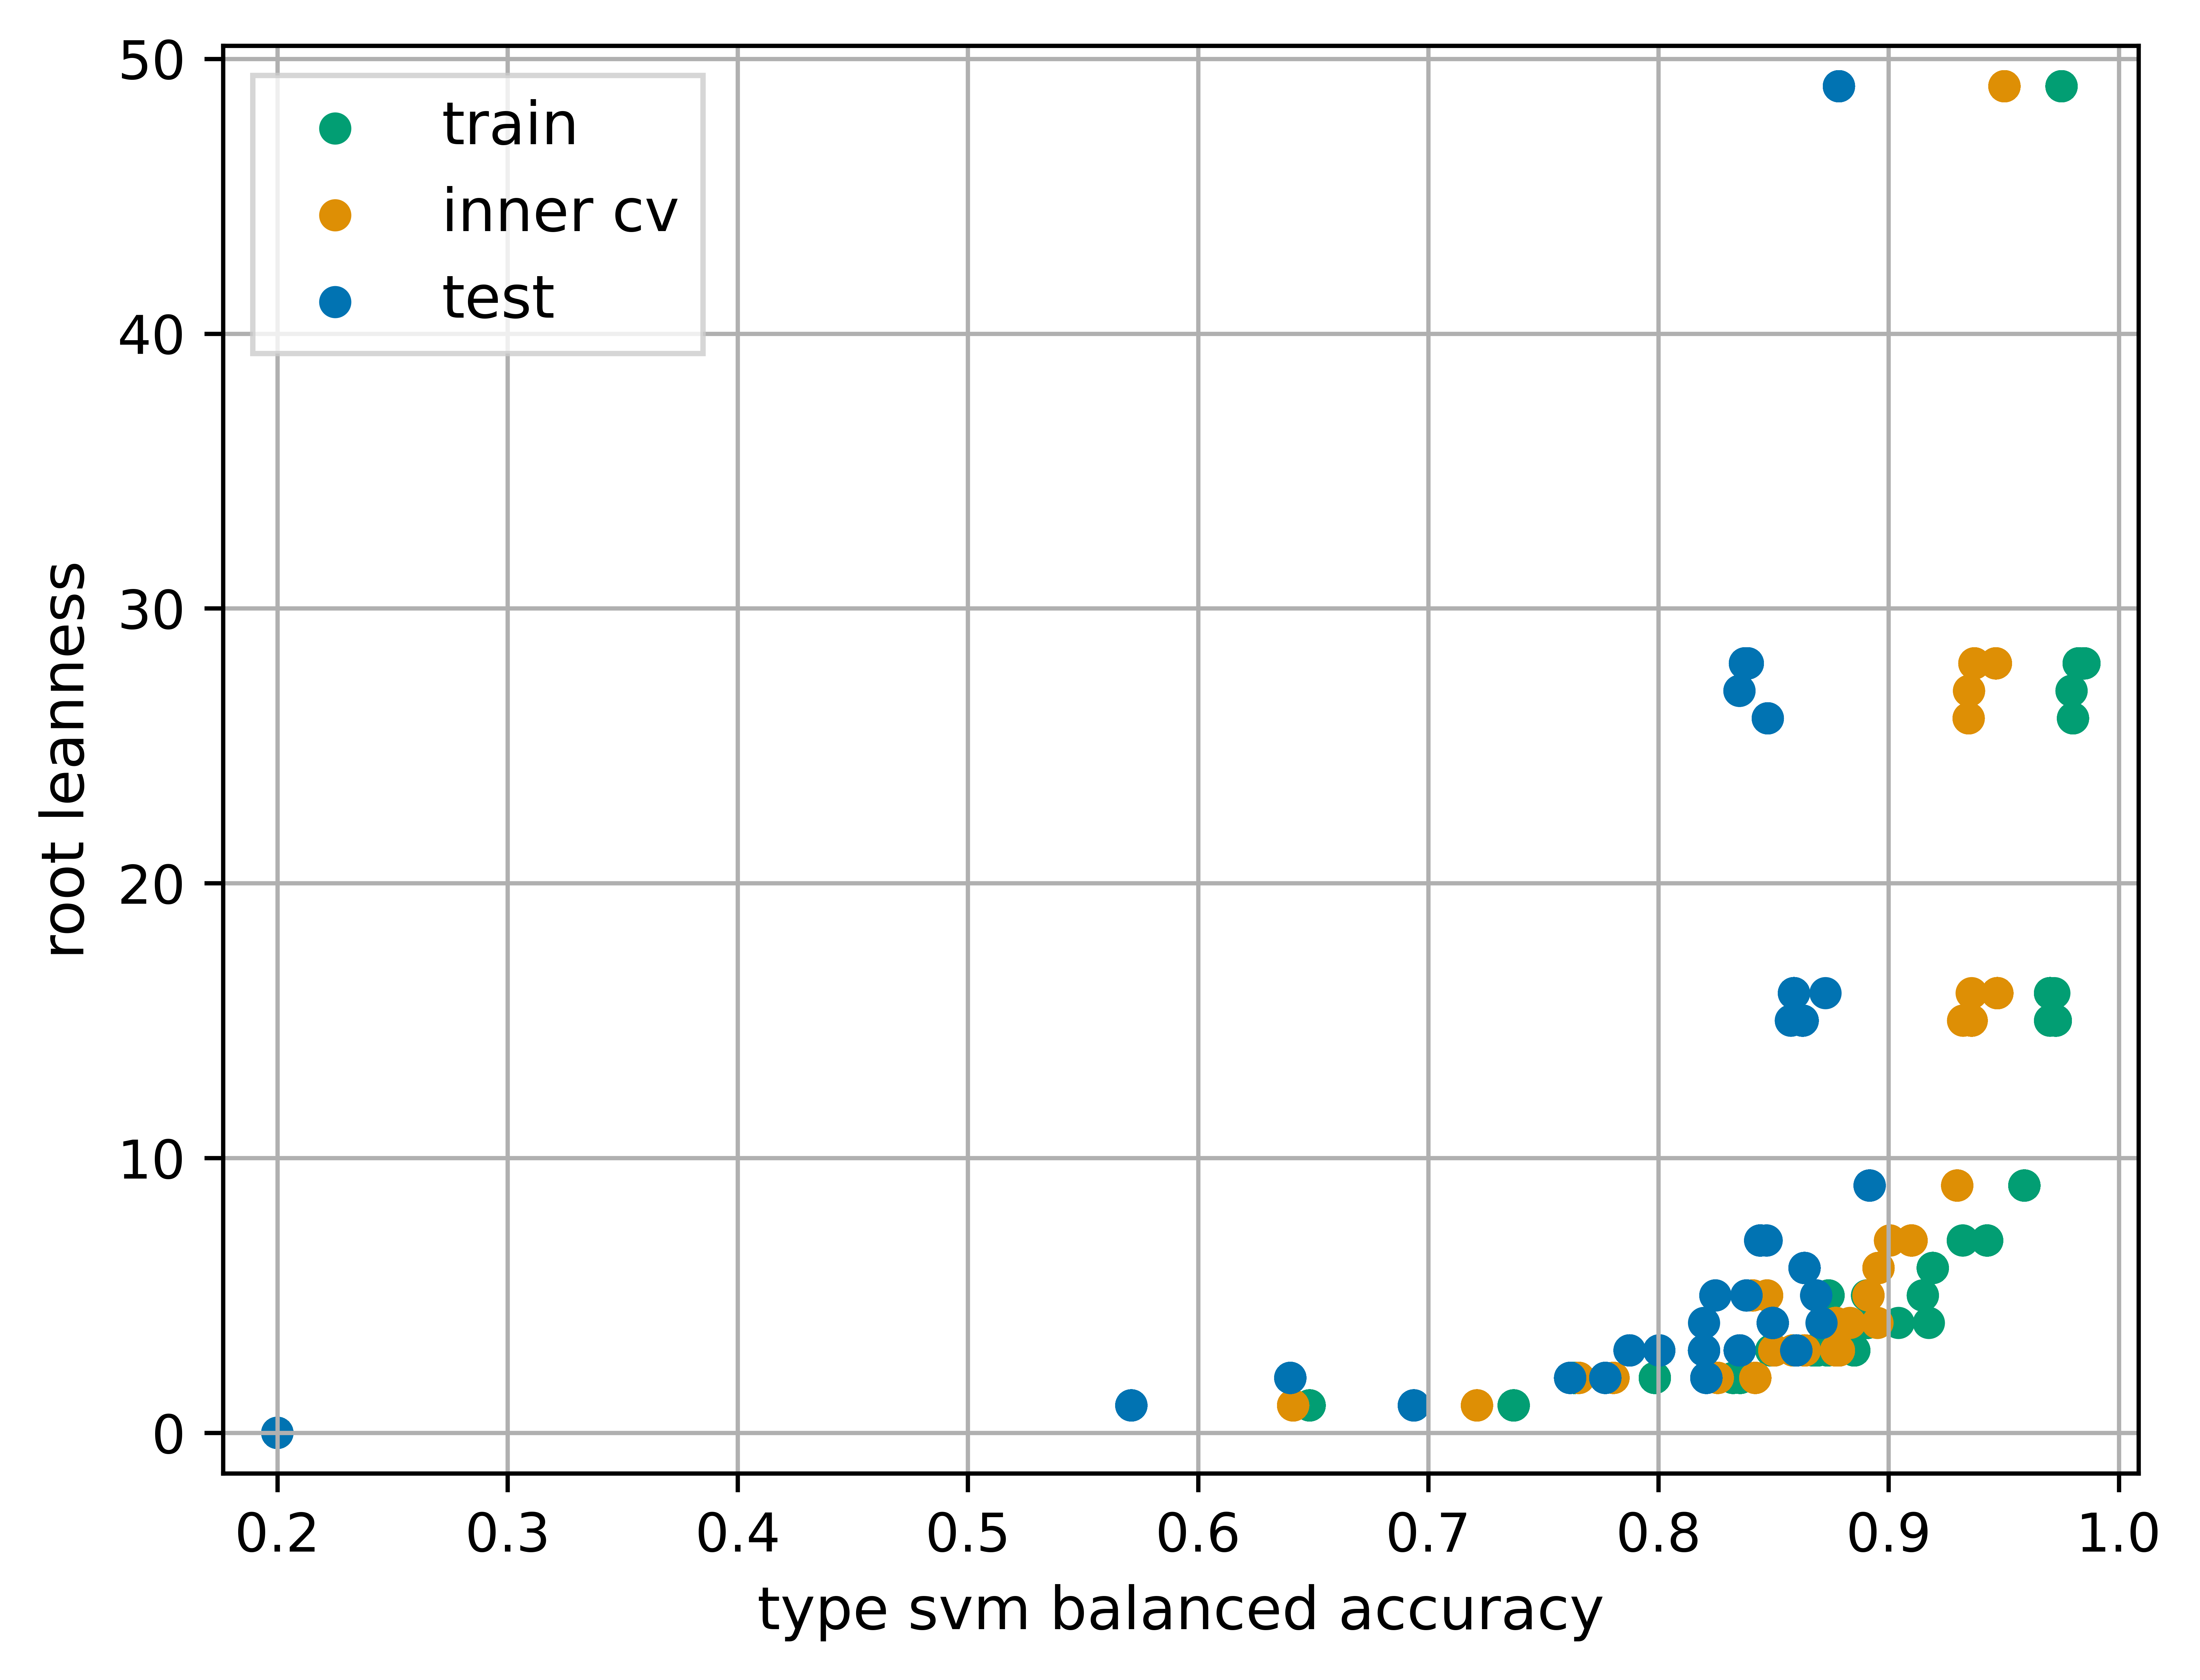 50
40
30
20
10
0
root leanness
train
inner cv
test
0.2 0.3 0.4 0.5 0.6 0.7 0.8 0.9 1.0
type svm balanced accuracy